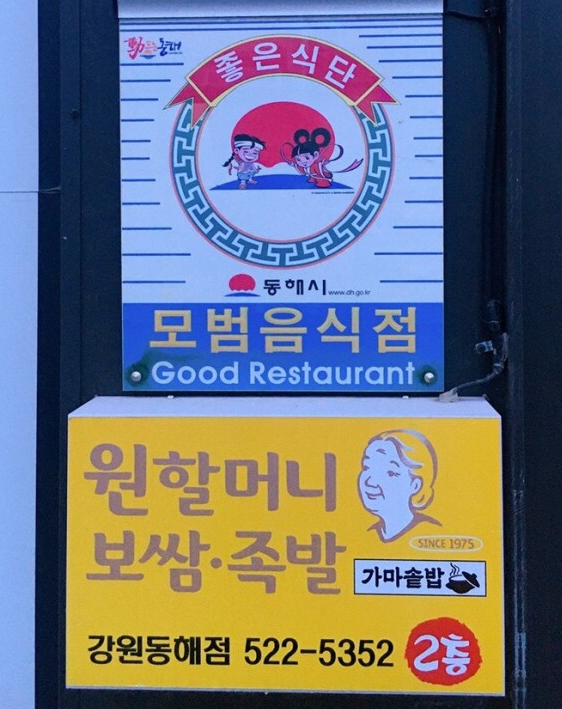 동해
좋은식단
동해시 www.dh.go.kr
모범음식점
Good Restaurant
원할머니
보쌈·족발
SINCE 1975
가마솥밥
강원동해점 522-5352 2층